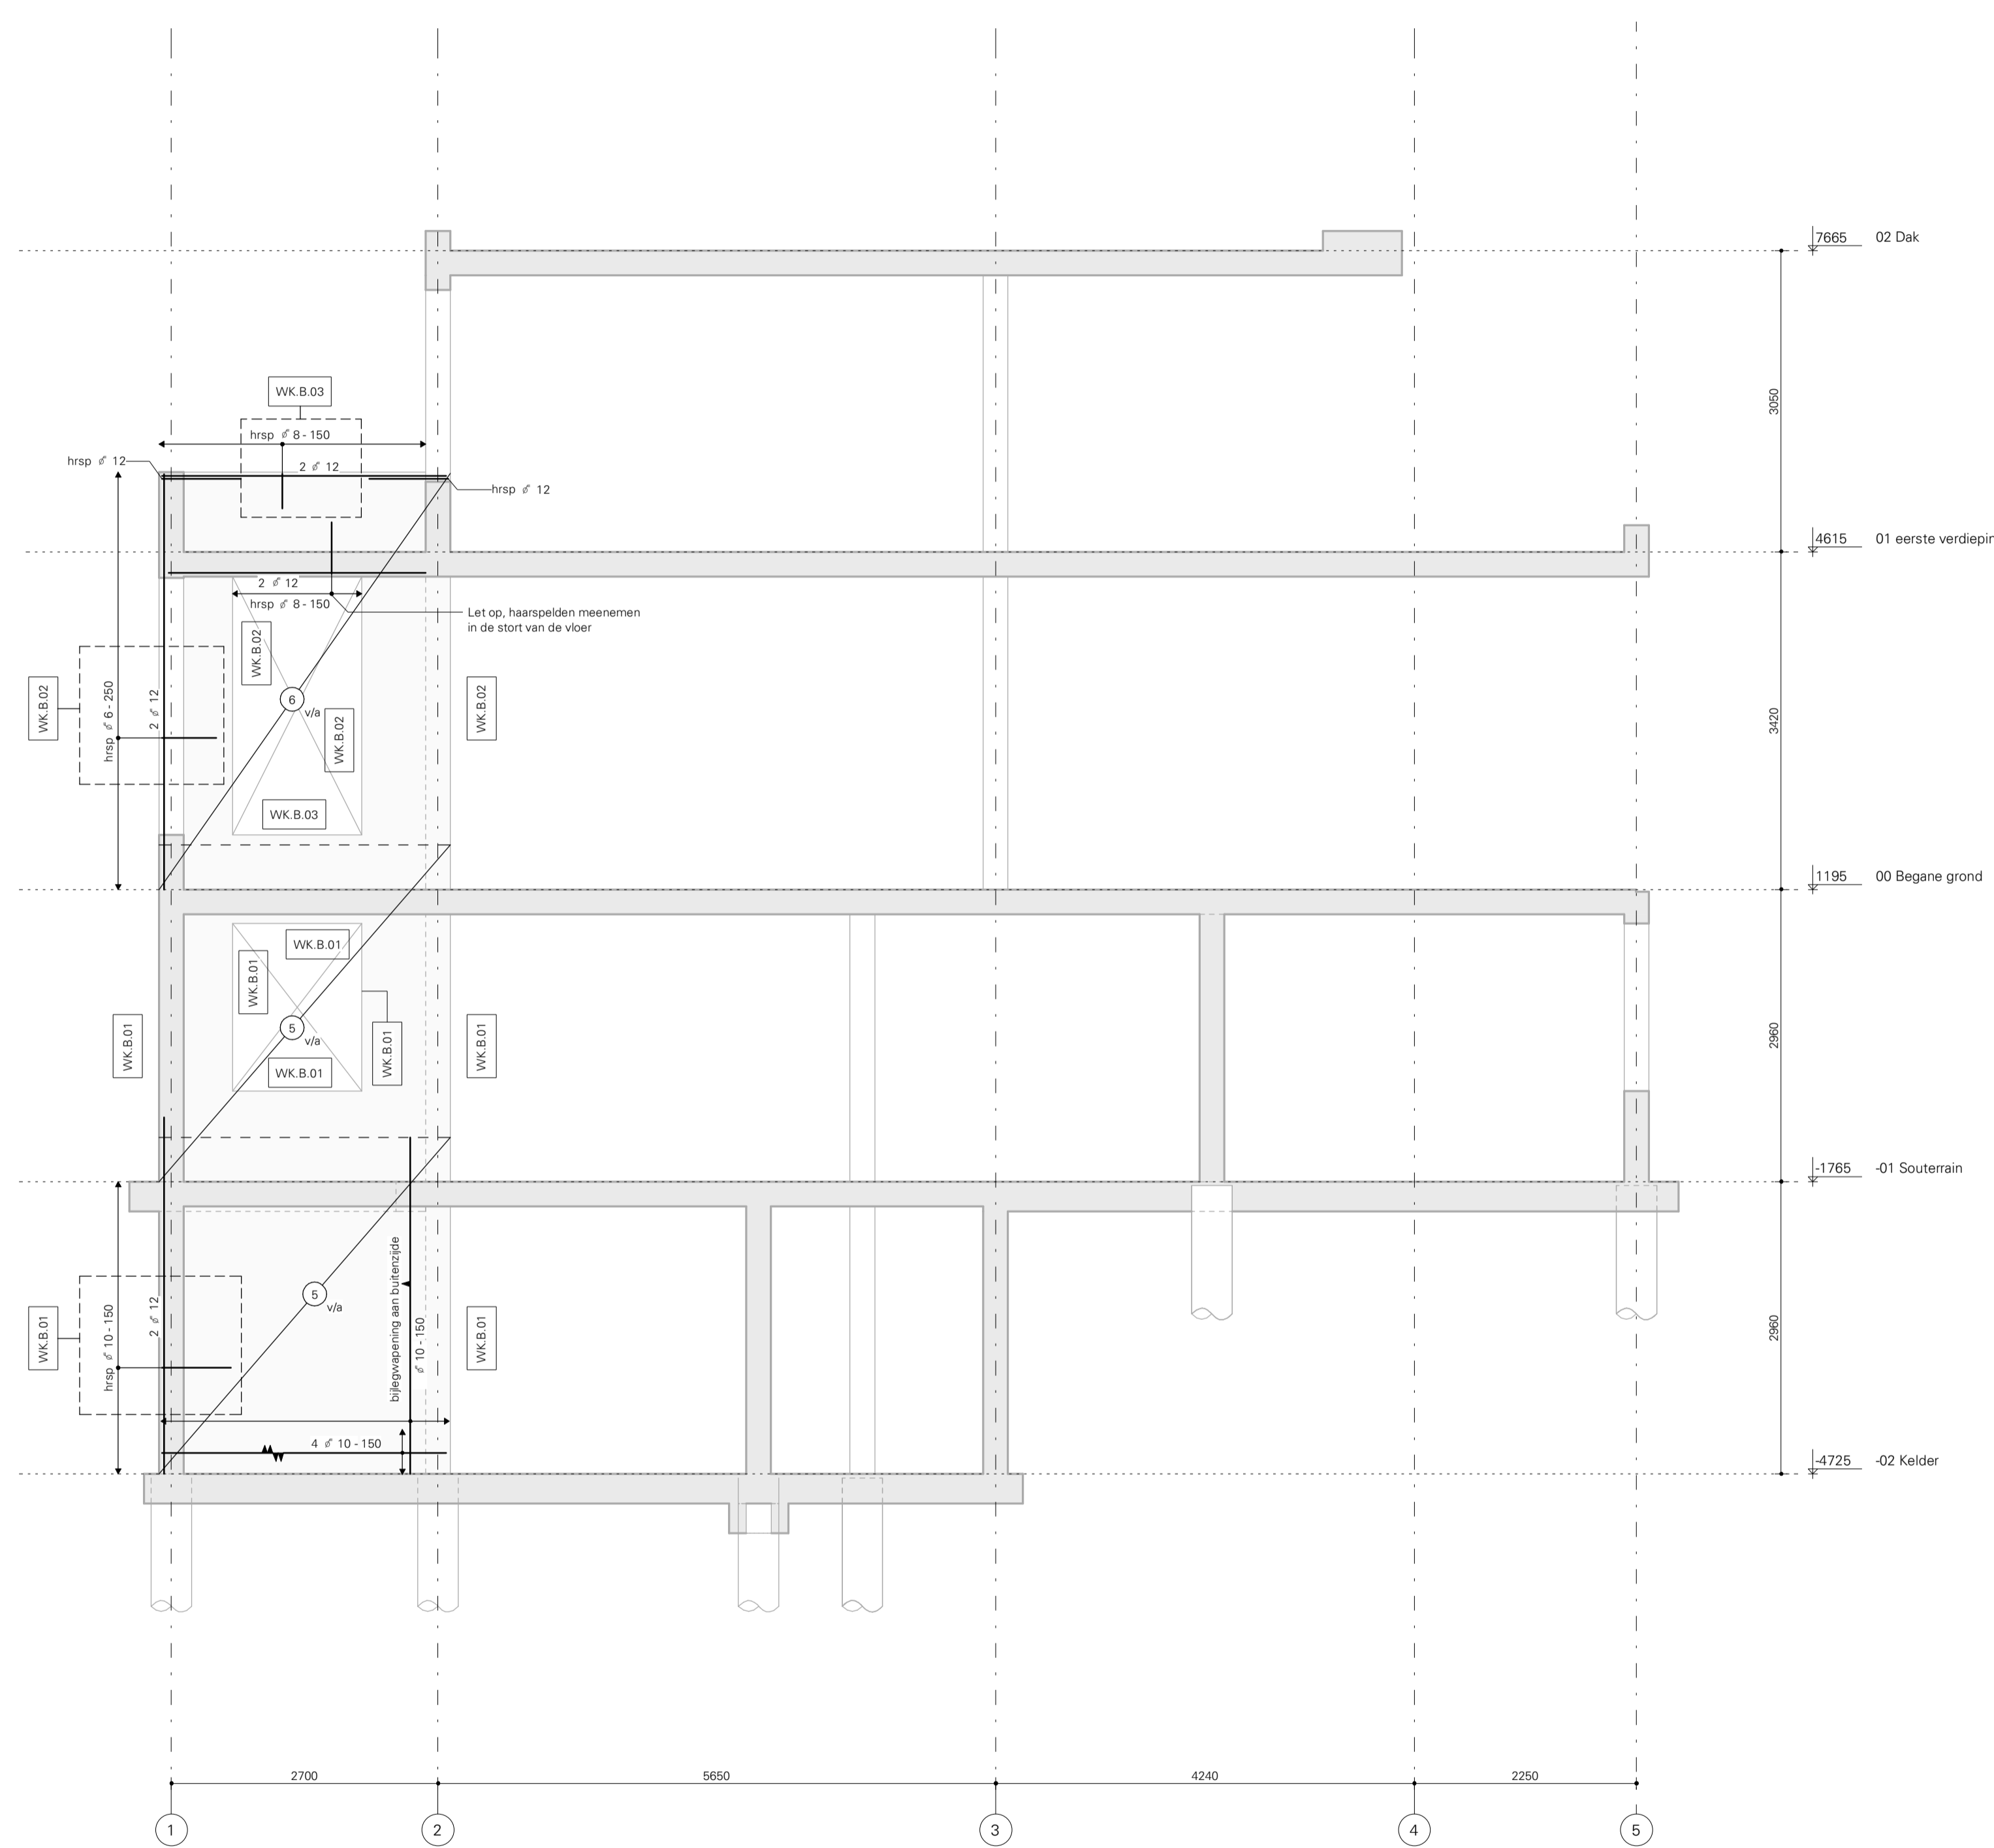 7665 02 Dak
3050
WK.B.03
hrsp ⌀ 8 - 150
hrsp ⌀ 12
2 ⌀ 12
hrsp ⌀ 12
4615 01 eerste verdiepin
2 ⌀ 12
hrsp ⌀ 8 - 150
Let op, haarspelden meenemen
in de stort van de vloer
WK.B.02
WK.B.02
hrsp ⌀ 6 - 250
2 ⌀ 12
6
v/a
WK.B.02
WK.B.02
3420
WK.B.03
1195 00 Begane grond
WK.B.01
WK.B.01
WK.B.01
5
v/a
WK.B.01
WK.B.01
WK.B.01
2960
-1765 -01 Souterrain
WK.B.01
hrsp ⌀ 10 - 150
2 ⌀ 12
5
v/a
bijlegwapening aan buitenzijde
⌀ 10 - 150
WK.B.01
2960
4 ⌀ 10 - 150
-4725 -02 Kelder
2700 5650 4240 2250
1 2 3 4 5